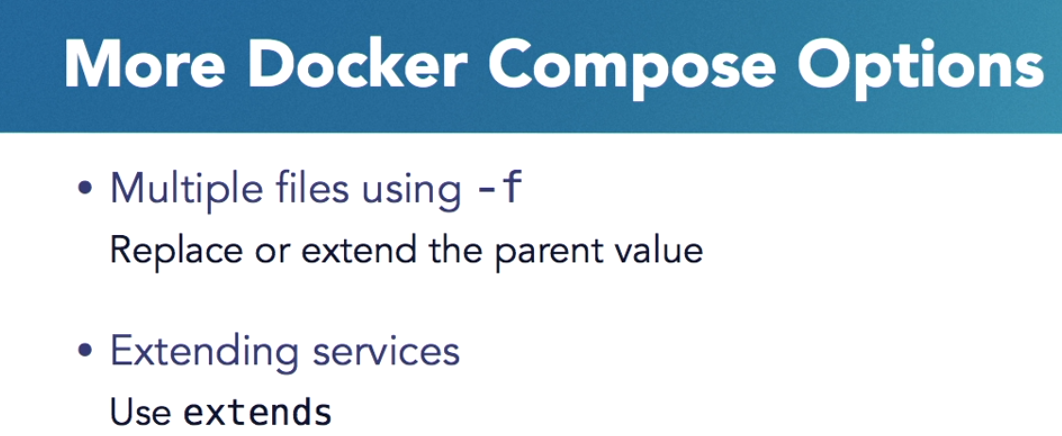 More Docker Compose Options
• Multiple files using -f
Replace or extend the parent value
• Extending services
Use extends